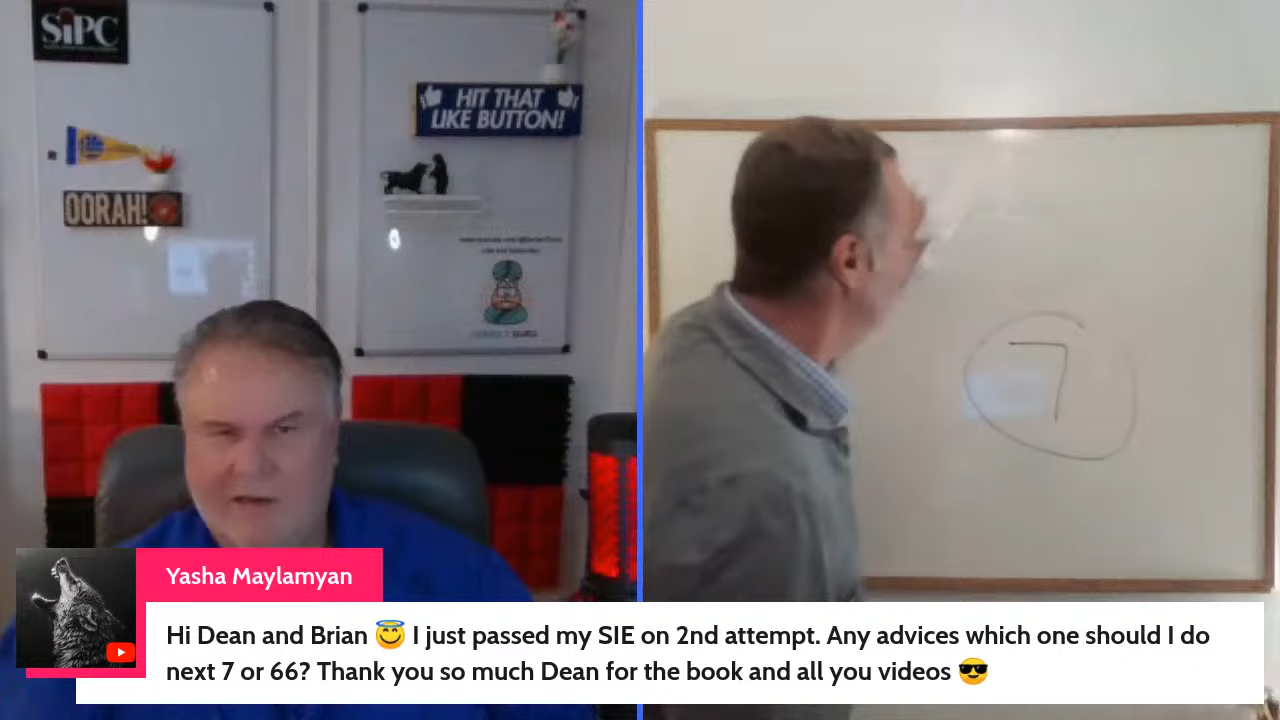 SiPC
HIT THAT
LIKE BUTTON!
OORAH!
7
Yasha Maylamyan
Hi Dean and Brian 😇 I just passed my SIE on 2nd attempt. Any advices which one should I do
next 7 or 66? Thank you so much Dean for the book and all you videos 😎